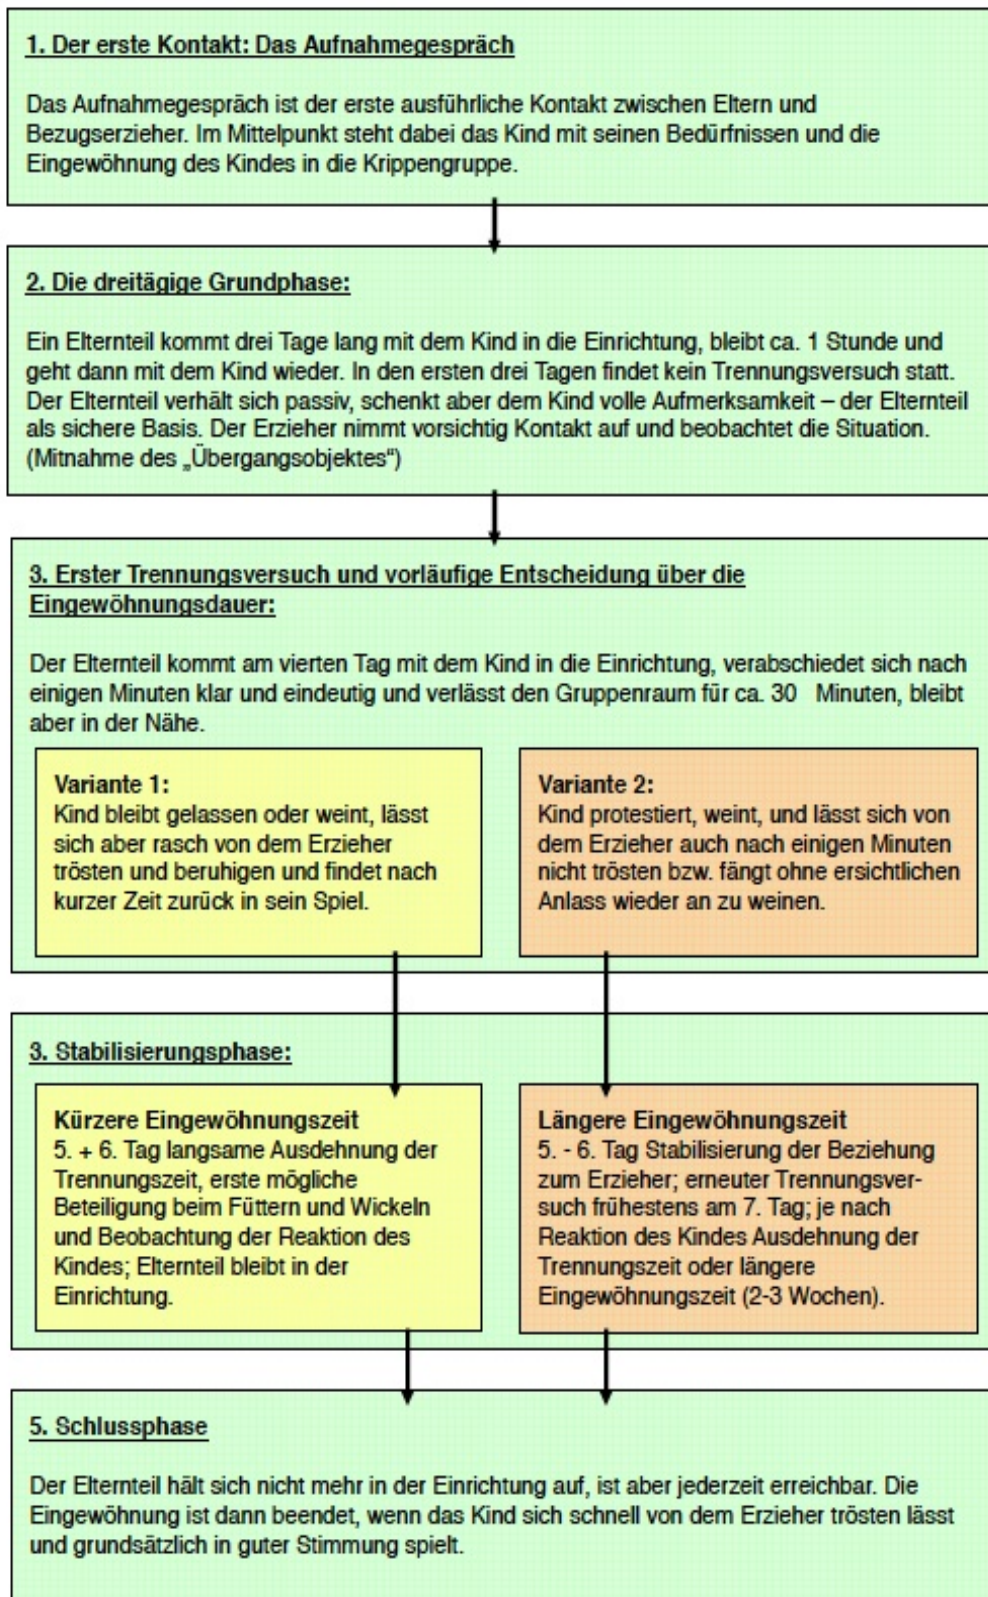 1. Der erste Kontakt: Das Aufnahmegespräch
Das Aufnahmegespräch ist der erste ausführliche Kontakt zwischen Eltern und
Bezugserzieher. Im Mittelpunkt steht dabei das Kind mit seinen Bedürfnissen und die
Eingewöhnung des Kindes in die Krippengruppe.
2. Die dreitägige Grundphase:
Ein Elternteil kommt drei Tage lang mit dem Kind in die Einrichtung, bleibt ca. 1 Stunde und
geht dann mit dem Kind wieder. In den ersten drei Tagen findet kein Trennungsversuch statt.
Der Elternteil verhält sich passiv, schenkt aber dem Kind volle Aufmerksamkeit – der Elternteil
als sichere Basis. Der Erzieher nimmt vorsichtig Kontakt auf und beobachtet die Situation.
(Mitnahme des „Übergangsobjektes“)
3. Erster Trennungsversuch und vorläufige Entscheidung über die
Eingewöhnungsdauer:
Der Elternteil kommt am vierten Tag mit dem Kind in die Einrichtung, verabschiedet sich nach
einigen Minuten klar und eindeutig und verlässt den Gruppenraum für ca. 30 Minuten, bleibt
aber in der Nähe.
Variante 1:
Kind bleibt gelassen oder weint, lässt
sich aber rasch von dem Erzieher
trösten und beruhigen und findet nach
kurzer Zeit zurück in sein Spiel.
Variante 2:
Kind protestiert, weint, und lässt sich von
dem Erzieher auch nach einigen Minuten
nicht trösten bzw. fängt ohne ersichtlichen
Anlass wieder an zu weinen.
3. Stabilisierungsphase:
Kürzere Eingewöhnungszeit
5. + 6. Tag langsame Ausdehnung der
Trennungszeit, erste mögliche
Beteiligung beim Füttern und Wickeln
und Beobachtung der Reaktion des
Kindes; Elternteil bleibt in der
Einrichtung.
Längere Eingewöhnungszeit
5. - 6. Tag Stabilisierung der Beziehung
zum Erzieher; erneuter Trennungsver-
such frühestens am 7. Tag; je nach
Reaktion des Kindes Ausdehnung der
Trennungszeit oder längere
Eingewöhnungszeit (2-3 Wochen).
5. Schlussphase
Der Elternteil hält sich nicht mehr in der Einrichtung auf, ist aber jederzeit erreichbar. Die
Eingewöhnung ist dann beendet, wenn das Kind sich schnell von dem Erzieher trösten lässt
und grundsätzlich in guter Stimmung spielt.